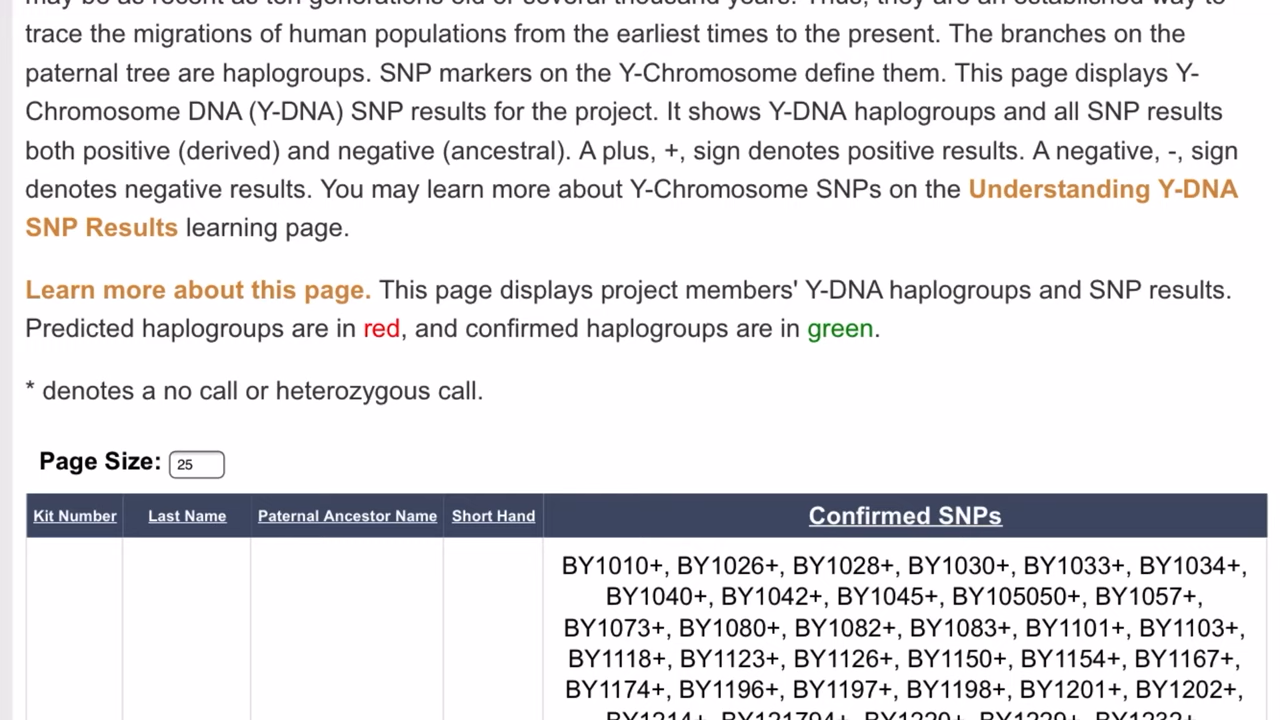 trace the migrations of human populations from the earliest times to the present. The branches on the
paternal tree are haplogroups. SNP markers on the Y-Chromosome define them. This page displays Y-
Chromosome DNA (Y-DNA) SNP results for the project. It shows Y-DNA haplogroups and all SNP results
both positive (derived) and negative (ancestral). A plus, +, sign denotes positive results. A negative, -, sign
denotes negative results. You may learn more about Y-Chromosome SNPs on the Understanding Y-DNA
SNP Results learning page.
Learn more about this page. This page displays project members' Y-DNA haplogroups and SNP results.
Predicted haplogroups are in red, and confirmed haplogroups are in green.
* denotes a no call or heterozygous call.
Page Size: 25
Kit Number Last Name Paternal Ancestor Name Short Hand Confirmed SNPs
BY1010+, BY1026+, BY1028+, BY1030+, BY1033+, BY1034+,
BY1040+, BY1042+, BY1045+, BY105050+, BY1057+,
BY1073+, BY1080+, BY1082+, BY1083+, BY1101+, BY1103+,
BY1118+, BY1123+, BY1126+, BY1150+, BY1154+, BY1167+,
BY1174+, BY1196+, BY1197+, BY1198+, BY1201+, BY1202+,